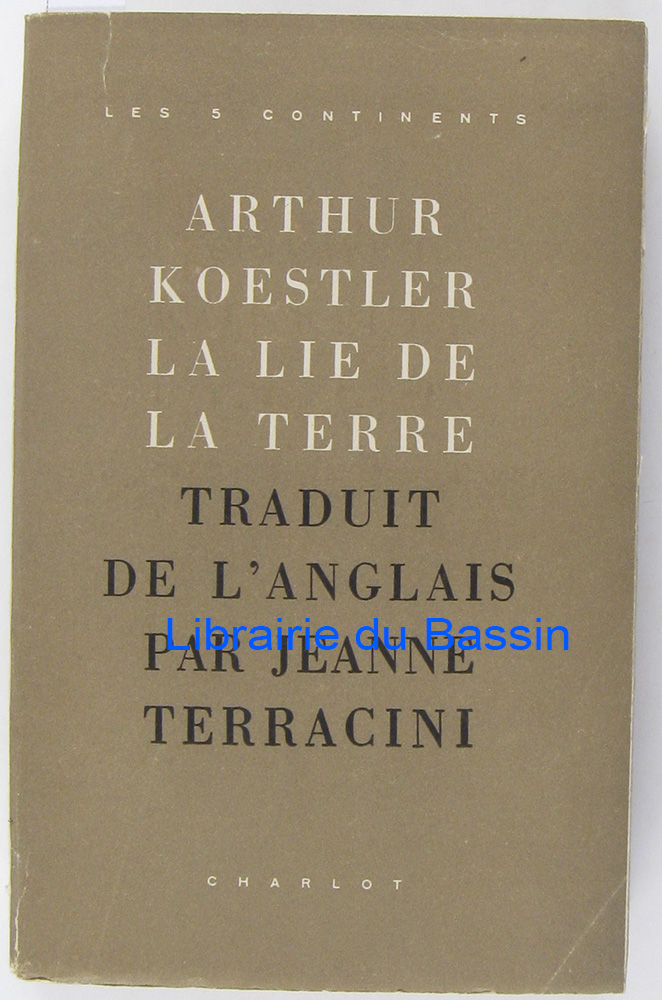 LES 5 CONTINENTS
ARTHUR
KOESTLER
LA LIE DE
LA TERRE
TRADUIT
DE L'ANGLAIS
PAR JEANNE
TERRACINI
Librairie du Bassin
CHARLOT